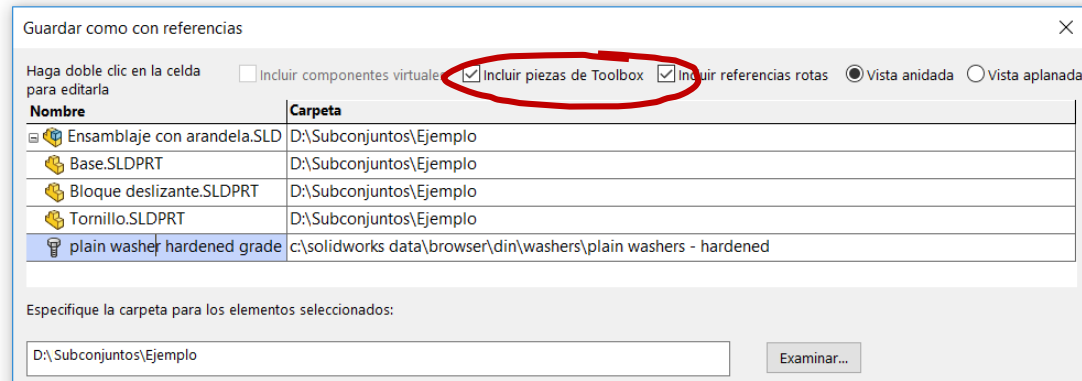 Guardar como con referencias
Haga doble clic en la celda
para editarla
Incluir componentes virtuale
Incluir piezas de Toolbox
Incluir referencias rotas
Vista anidada
Vista aplanada
Nombre Carpeta
Ensamblaje con arandela.SLD D:\Subconjuntos\Ejemplo
Base.SLDPRT D:\Subconjuntos\Ejemplo
Bloque deslizante.SLDPRT D:\Subconjuntos\Ejemplo
Tornillo.SLDPRT D:\Subconjuntos\Ejemplo
plain washer hardened grade c:\solidworks data\browser\din\washers\plain washers - hardened
Especifique la carpeta para los elementos seleccionados:
D:\ Subconjuntos\Ejemplo
Examinar...